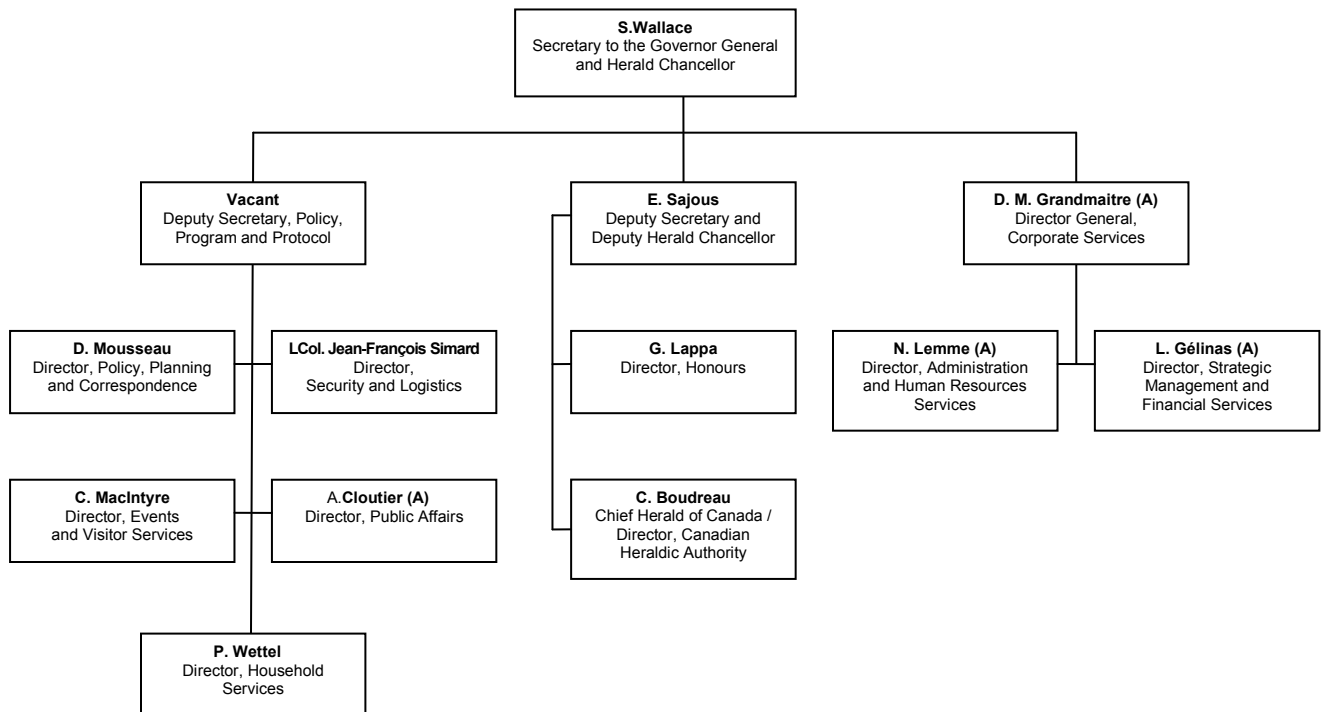 S.Wallace
Secretary to the Governor General
and Herald Chancellor
Vacant
Deputy Secretary, Policy,
Program and Protocol
E. Sajous
Deputy Secretary and
Deputy Herald Chancellor
D. M. Grandmaitre (A)
Director General,
Corporate Services
D. Mousseau
Director, Policy, Planning
and Correspondence
LCol. Jean-François Simard
Director,
Security and Logistics
G. Lappa
Director, Honours
N. Lemme (A)
Director, Administration
and Human Resources
Services
L. Gélinas (A)
Director, Strategic
Management and
Financial Services
C. MacIntyre
Director, Events
and Visitor Services
A.Cloutier (A)
Director, Public Affairs
C. Boudreau
Chief Herald of Canada /
Director, Canadian
Heraldic Authority
P. Wettel
Director, Household
Services